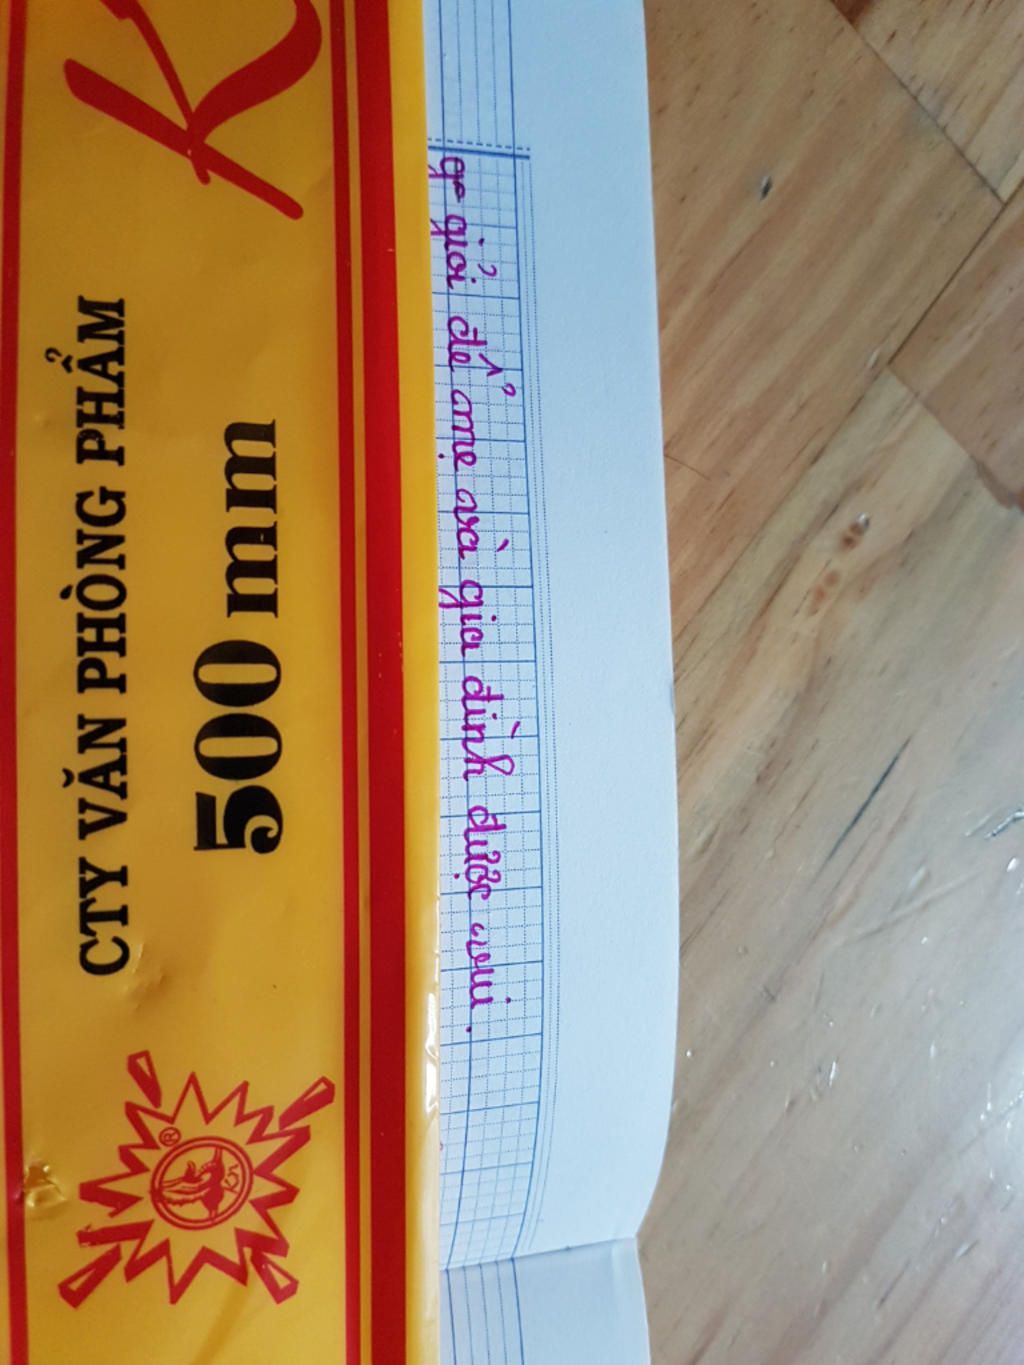 K
CTY VĂN PHÒNG PHẨM
500 mm
®
giỏi để mẹ và gia đình được vui.